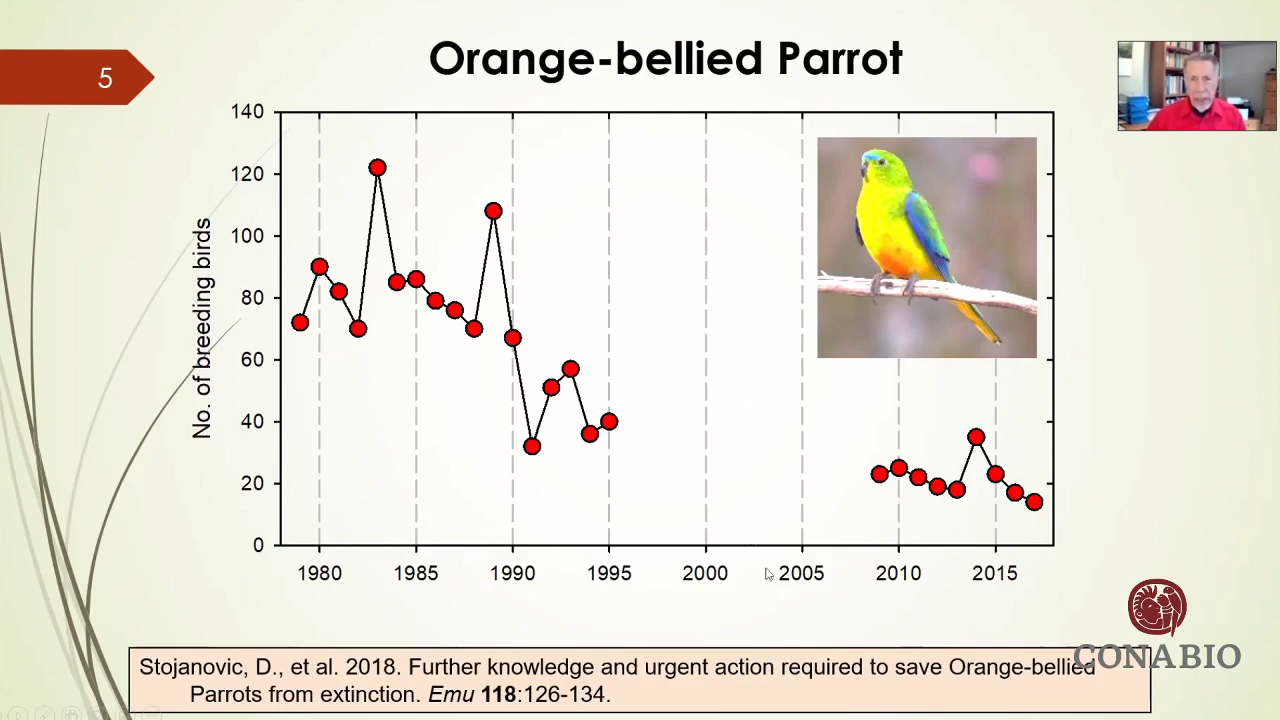 5
Orange-bellied Parrot
No. of breeding birds
140
120
100
80
60
40
20
0
1980 1985 1990 1995 2000 2005 2010 2015
CONABIO
Stojanovic, D., et al. 2018. Further knowledge and urgent action required to save Orange-bellied
Parrots from extinction. Emu 118:126-134.